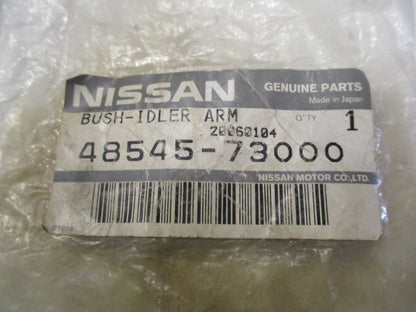 NISSAN
GENUINE PARTS
Made in Japan
BUSH-IDLER ARM
Q'TY 1
20060104
48545-73000
NISSAN MOTOR CO.,LTD.